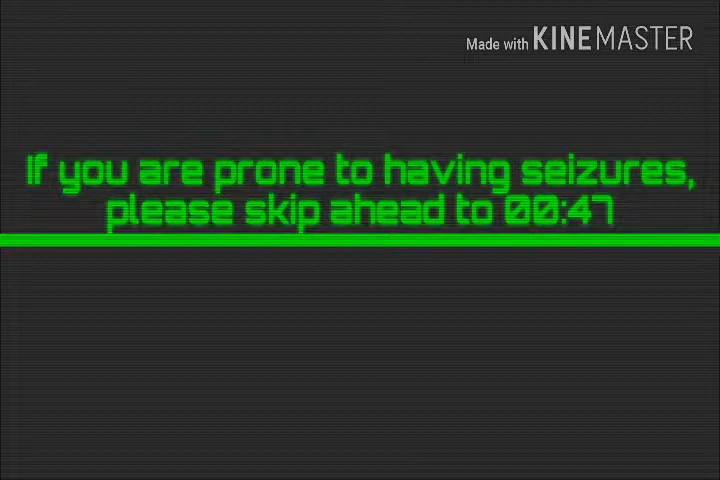 Made with KINEMASTER
If you are prone to having seizures,
please skip ahead to 00:47